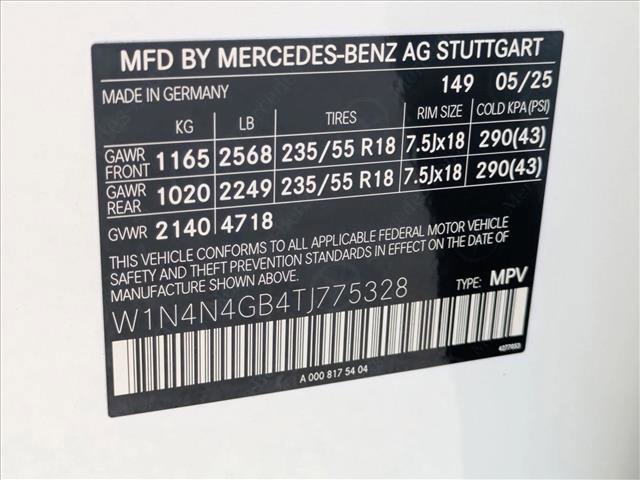 MFD BY MERCEDES-BENZ AG STUTTGART
149 05/25
MADE IN GERMANY
KG LB TIRES RIM SIZE COLD KPA (PSI)
GAWR FRONT 1165 2568 235/55 R18 7.5Jx18 290(43)
GAWR REAR 1020 2249 235/55 R18 7.5Jx18 290(43)
GVWR 2140 4718
THIS VEHICLE CONFORMS TO ALL APPLICABLE FEDERAL MOTOR VEHICLE
SAFETY AND THEFT PREVENTION STANDARDS IN EFFECT ON THE DATE OF
MANUFACTURE SHOWN ABOVE.
W1N4N4GB4TJ775328 TYPE: MPV
A 000 817 54 04